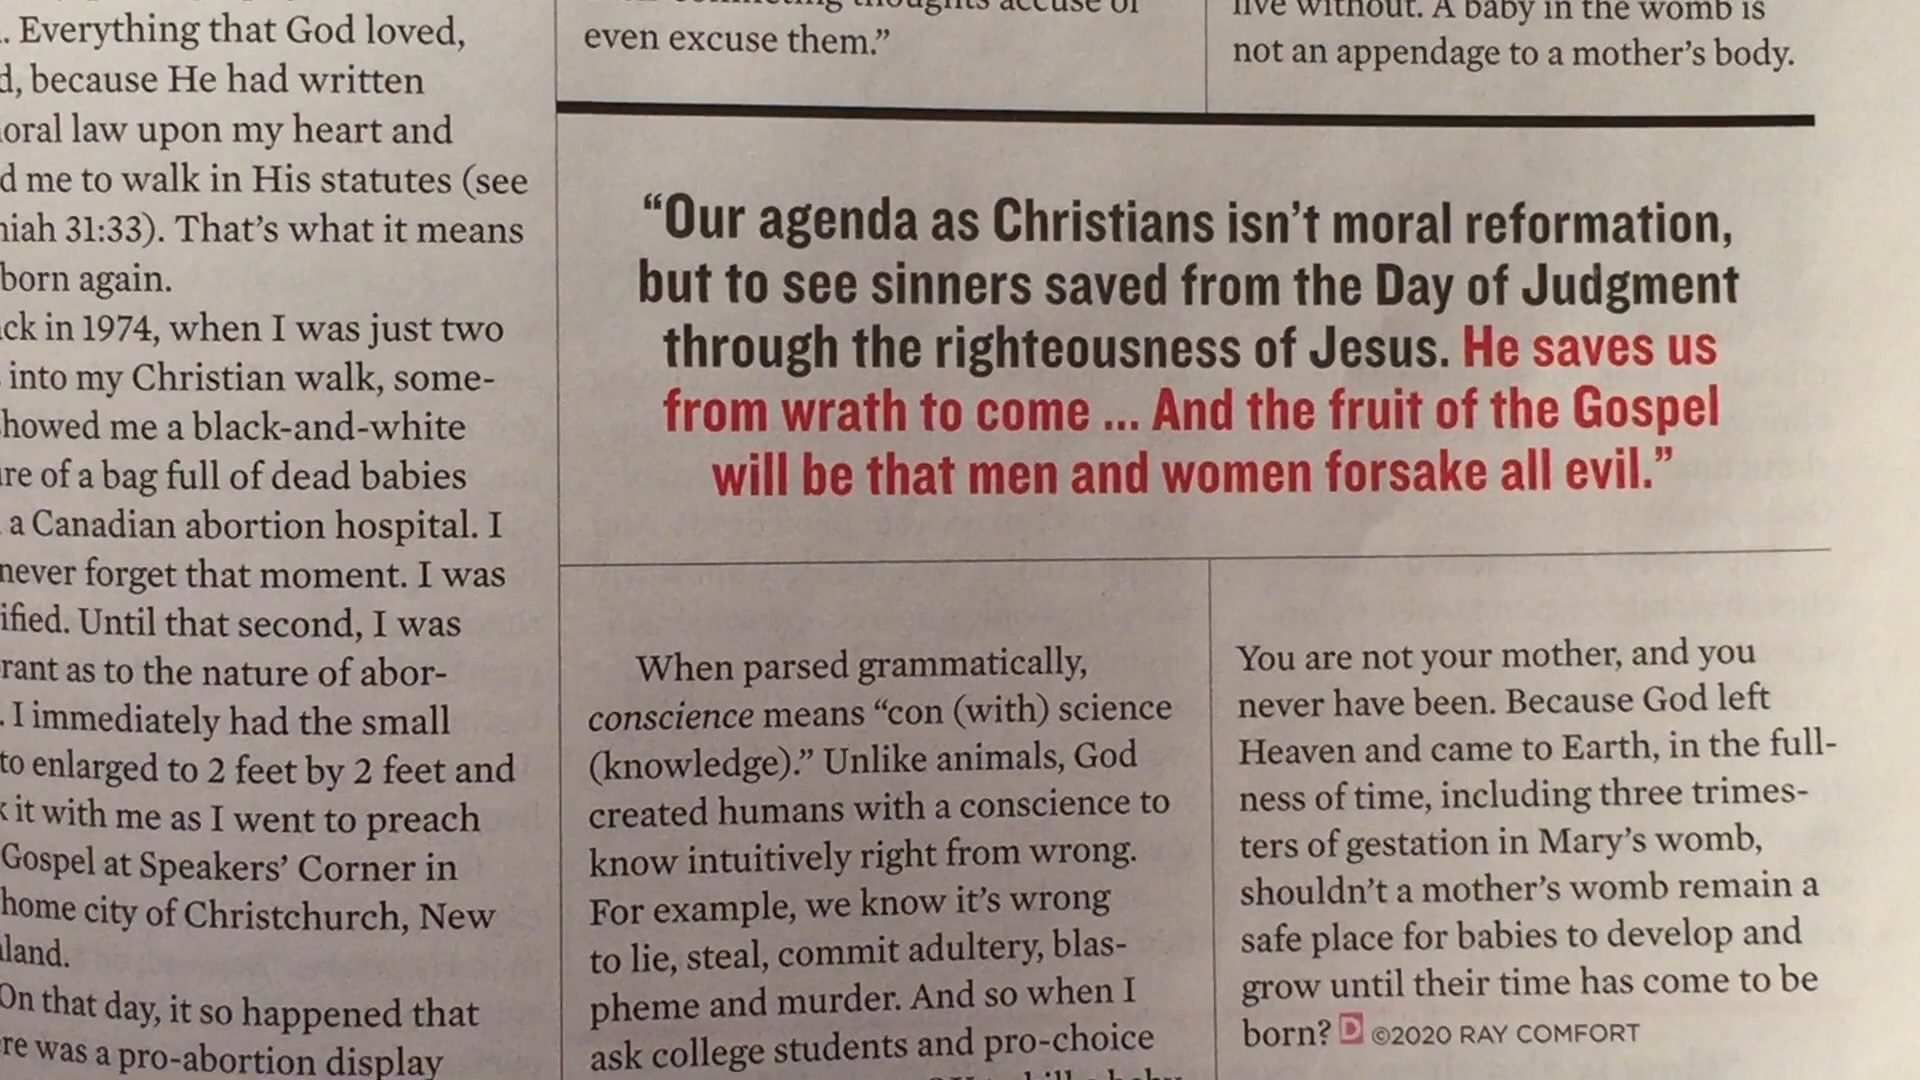 . Everything that God loved,
because He had written
law upon my heart and
me to walk in His statutes (see
31:33). That's what it means
born again.
in 1974, when I was just two
into my Christian walk, some-
me a black-and-white
of a bag full of dead babies
a Canadian abortion hospital. I
never forget that moment. I was
Until that second, I was
as to the nature of abor-
. I immediately had the small
to enlarged to 2 feet by 2 feet and
it with me as I went to preach
Gospel at Speakers' Corner in
home city of Christchurch, New
On that day, it so happened that
was a pro-abortion display
thoughts accuse or
even excuse them.”
“Our agenda as Christians isn't moral reformation,
but to see sinners saved from the Day of Judgment
through the righteousness of Jesus. He saves us
from wrath to come ... And the fruit of the Gospel
will be that men and women forsake all evil.”
When parsed grammatically,
conscience means “con (with) science
(knowledge).” Unlike animals, God
created humans with a conscience to
know intuitively right from wrong.
For example, we know it's wrong
to lie, steal, commit adultery, blas-
pheme and murder. And so when I
ask college students and pro-choice
live without. A baby in the womb is
not an appendage to a mother's body.
You are not your mother, and you
never have been. Because God left
Heaven and came to Earth, in the full-
ness of time, including three trimes-
ters of gestation in Mary's womb,
shouldn't a mother's womb remain a
safe place for babies to develop and
grow until their time has come to be
born? D ©2020 RAY COMFORT